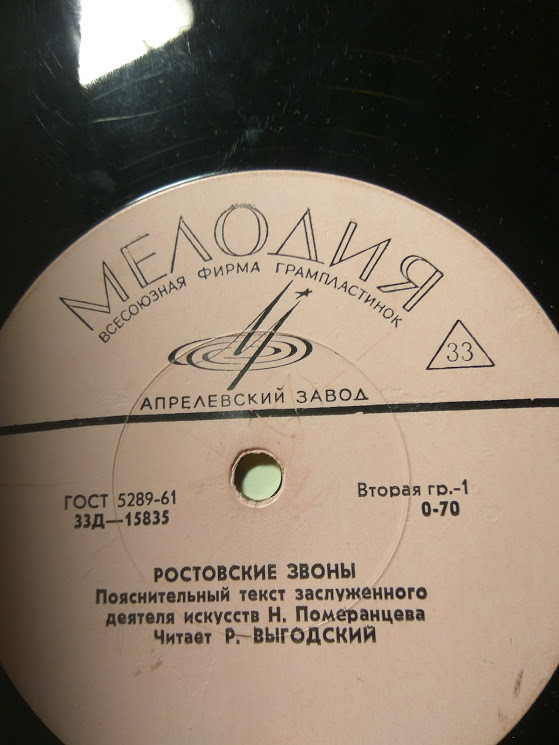 МЕЛОДИЯ
ВСЕСОЮЗНАЯ ФИРМА ГРАМПЛАСТИНОК
33
АПРЕЛЕВСКИЙ ЗАВОД
ГОСТ 5289-61
33Д—15835
Вторая гр.-1
0-70
РОСТОВСКИЕ ЗВОНЫ
Пояснительный текст заслуженного
деятеля искусств Н. Померанцева
Читает Р. ВЫГОДСКИЙ